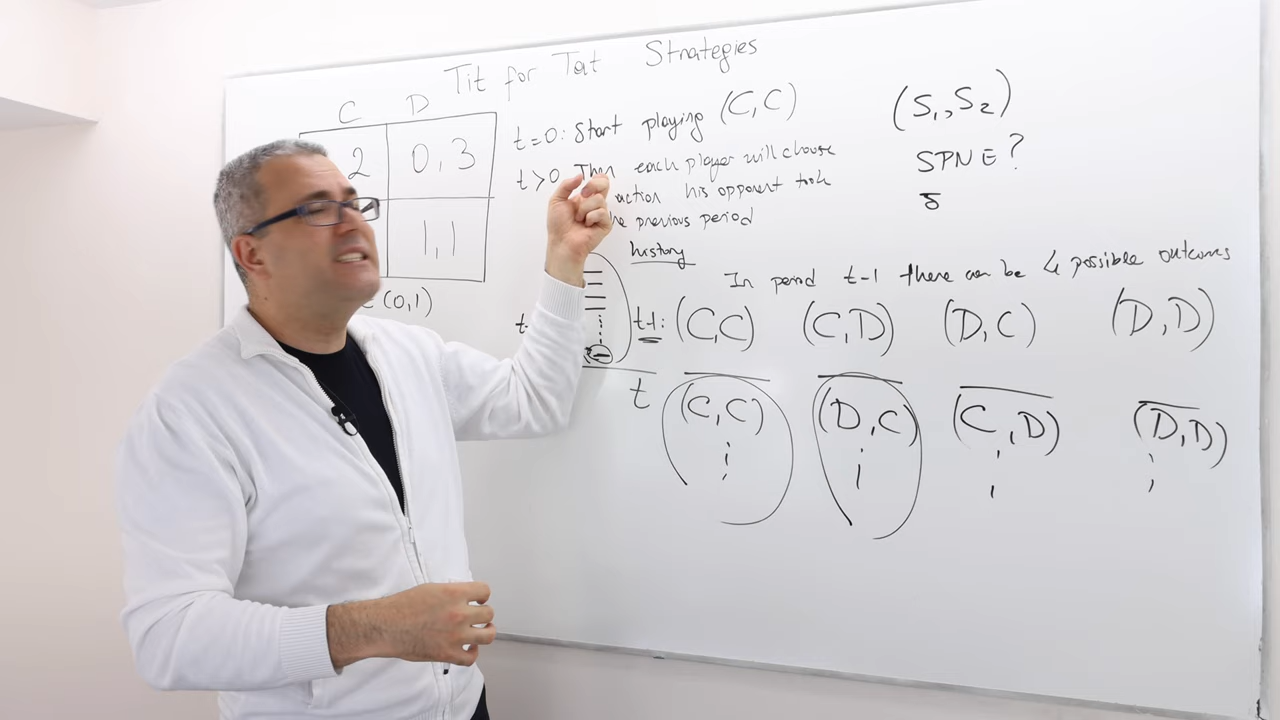 Tit for Tat Strategies
C D
2 0,3
1,1
(0,1)
t=0: Start playing (C,C)
t>0 Then each player will choose
action his opponent took
previous period
history
(S₁,S₂)
SPNE?
δ
In period t-1 there can be 4 possible outcomes
t-1: (C,C) (C,D) (D,C) (D,D)
t (C,C) (D,C) (C,D) (D,D)